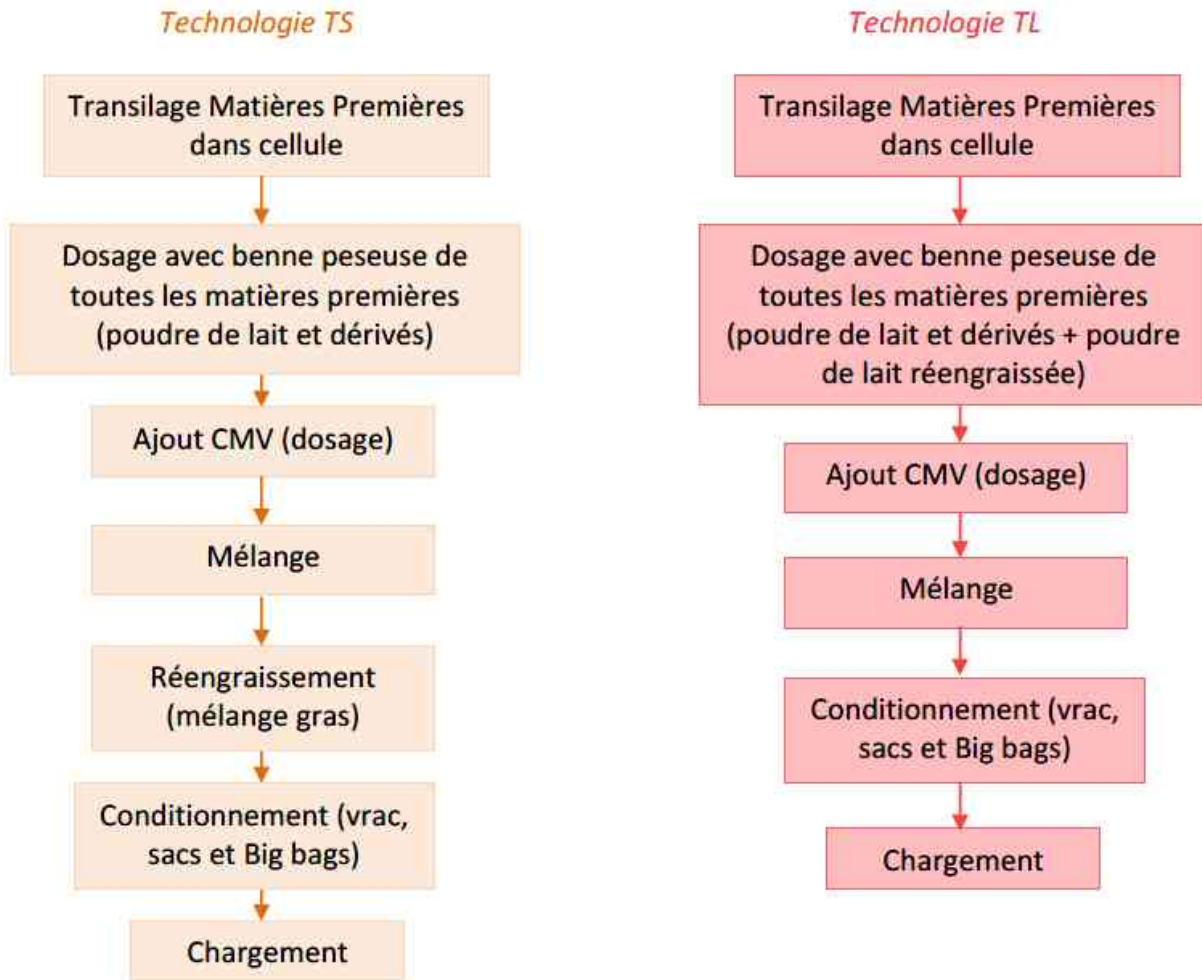 Technologie TS
Transilage Matières Premières
dans cellule
Dosage avec benne peseuse de
toutes les matières premières
(poudre de lait et dérivés)
Ajout CMV (dosage)
Mélange
Réengraissement
(mélange gras)
Conditionnement (vrac,
sacs et Big bags)
Chargement
Technologie TL
Transilage Matières Premières
dans cellule
Dosage avec benne peseuse de
toutes les matières premières
(poudre de lait et dérivés + poudre
de lait réengraissée)
Ajout CMV (dosage)
Mélange
Conditionnement (vrac,
sacs et Big bags)
Chargement